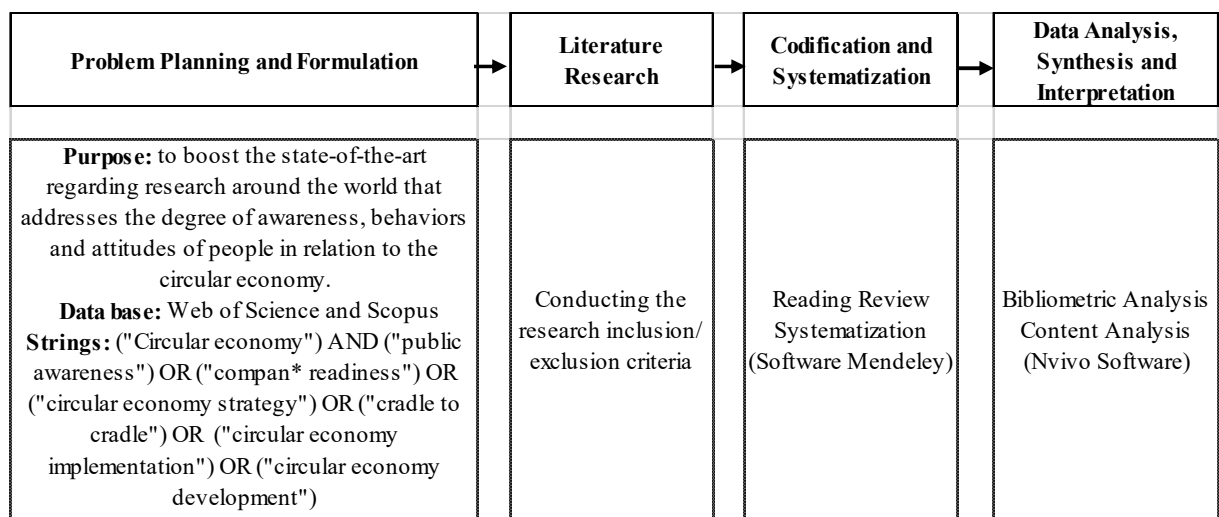 Problem Planning and Formulation
Literature
Research
Codification and
Systematization
Data Analysis,
Synthesis and
Interpretation
Purpose: to boost the state-of-the-art
regarding research around the world that
addresses the degree of awareness, behaviors
and attitudes of people in relation to the
circular economy.
Database: Web of Science and Scopus
Strings: ("Circular economy") AND ("public
awareness") OR ("compan* readiness") OR
("circular economy strategy") OR ("cradle to
cradle") OR ("circular economy
implementation") OR ("circular economy
development")
Conducting the
research inclusion/
exclusion criteria
Reading Review
Systematization
(Software Mendeley)
Bibliometric Analysis
Content Analysis
(Nvivo Software)